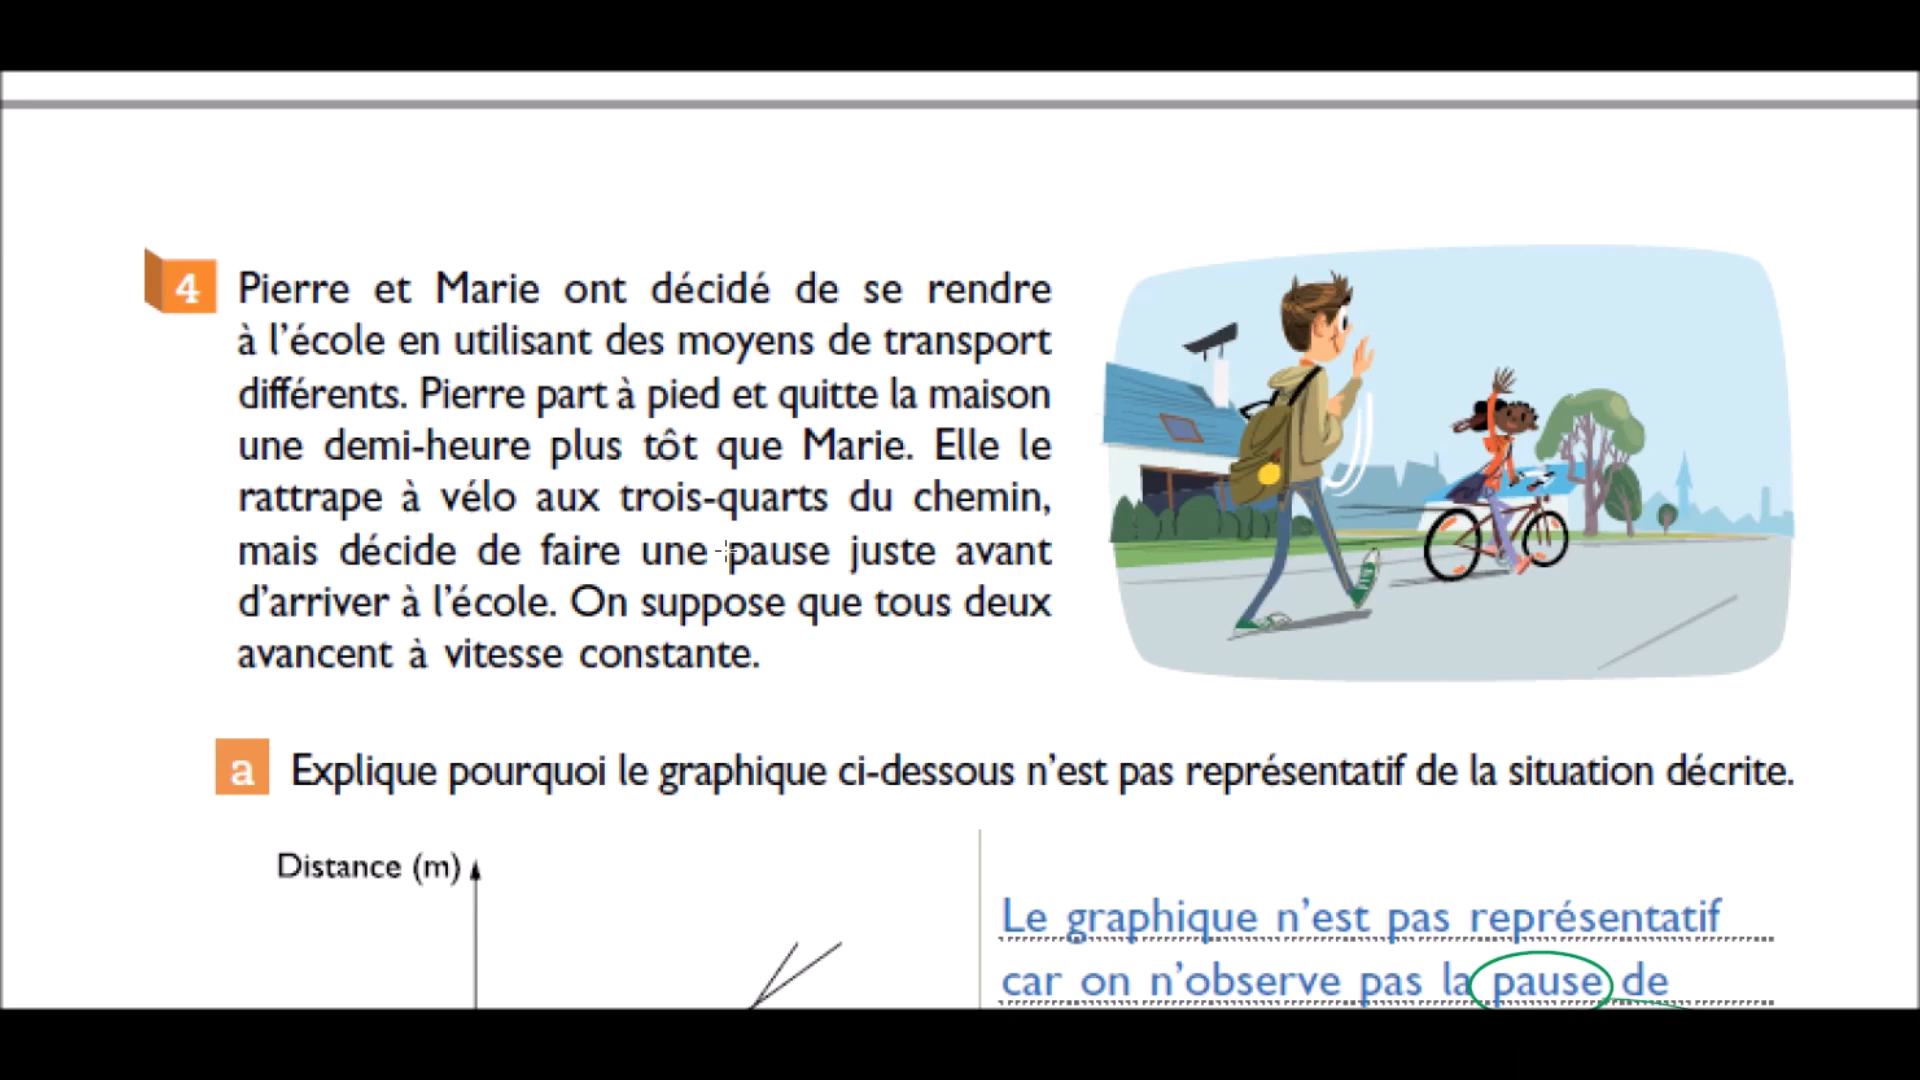 4 Pierre et Marie ont décidé de se rendre
à l'école en utilisant des moyens de transport
différents. Pierre part à pied et quitte la maison
une demi-heure plus tôt que Marie. Elle le
rattrape à vélo aux trois-quarts du chemin,
mais décide de faire une pause juste avant
d'arriver à l'école. On suppose que tous deux
avancent à vitesse constante.
a Explique pourquoi le graphique ci-dessous n'est pas représentatif de la situation décrite.
Distance (m)
Le graphique n'est pas représentatif
car on n'observe pas la pause de